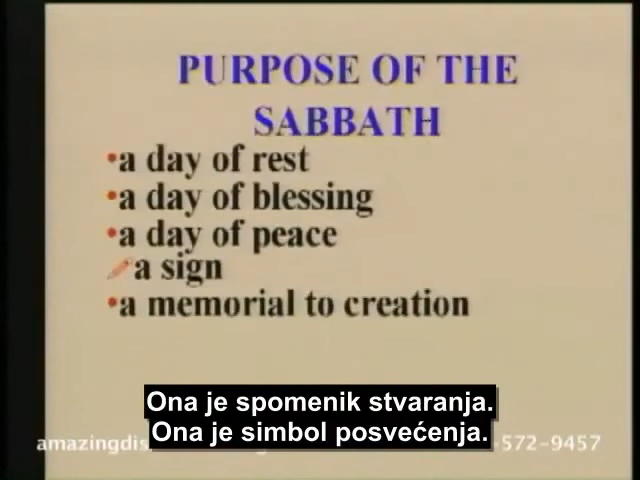 PURPOSE OF THE
SABBATH
•a day of rest
•a day of blessing
•a day of peace
a sign
•a memorial to creation
Ona je spomenik stvaranja.
Ona je simbol posvećenja.
amazingdis -572-9457